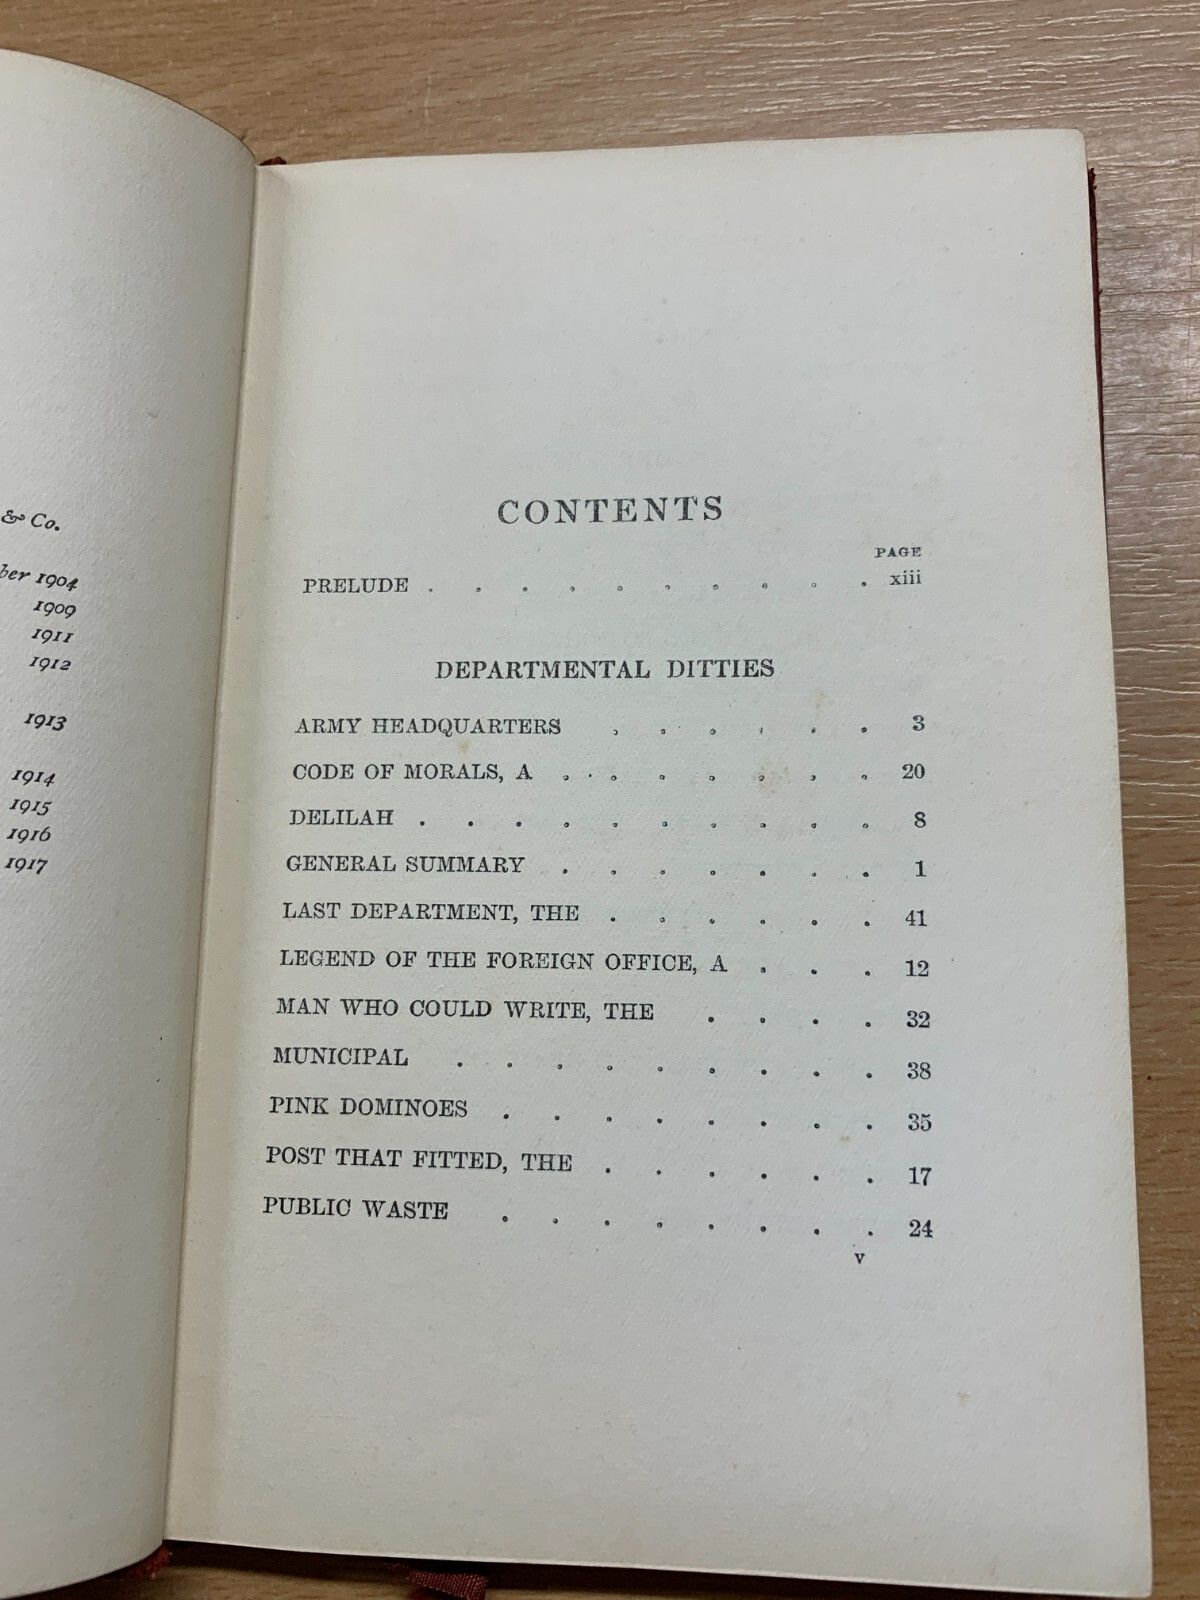 & Co.
1904
1909
1911
1912
1913
1914
1915
1916
1917
CONTENTS
PAGE
PRELUDE . . . . . . . . . . xiii
DEPARTMENTAL DITTIES
ARMY HEADQUARTERS . . . . . . 3
CODE OF MORALS, A . . . . . . . 20
DELILAH . . . . . . . . . . 8
GENERAL SUMMARY . . . . . . . 1
LAST DEPARTMENT, THE . . . . . . 41
LEGEND OF THE FOREIGN OFFICE, A . . . 12
MAN WHO COULD WRITE, THE . . . . 32
MUNICIPAL . . . . . . . . . 38
PINK DOMINOES . . . . . . . . 35
POST THAT FITTED, THE . . . . . . 17
PUBLIC WASTE . . . . . . . . 24
v